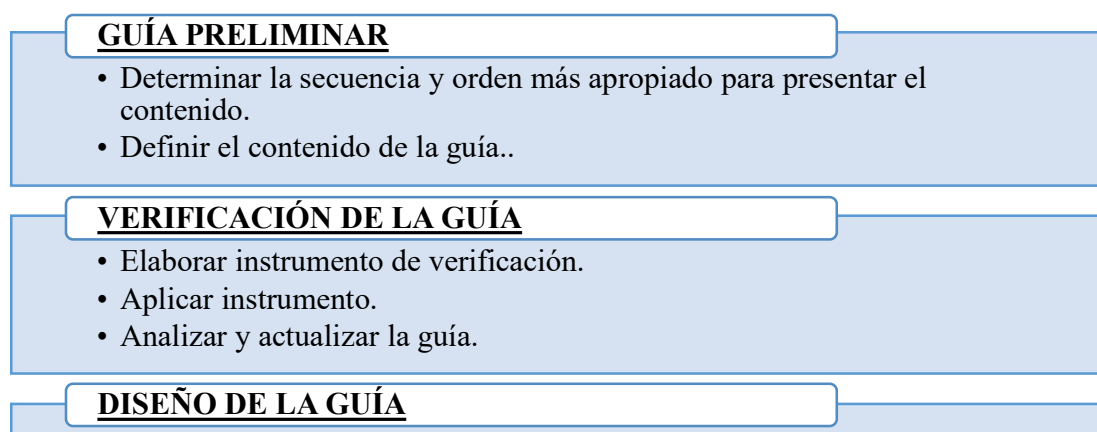 GUÍA PRELIMINAR
• Determinar la secuencia y orden más apropiado para presentar el
contenido.
• Definir el contenido de la guía..
VERIFICACIÓN DE LA GUÍA
• Elaborar instrumento de verificación.
• Aplicar instrumento.
• Analizar y actualizar la guía.
DISEÑO DE LA GUÍA